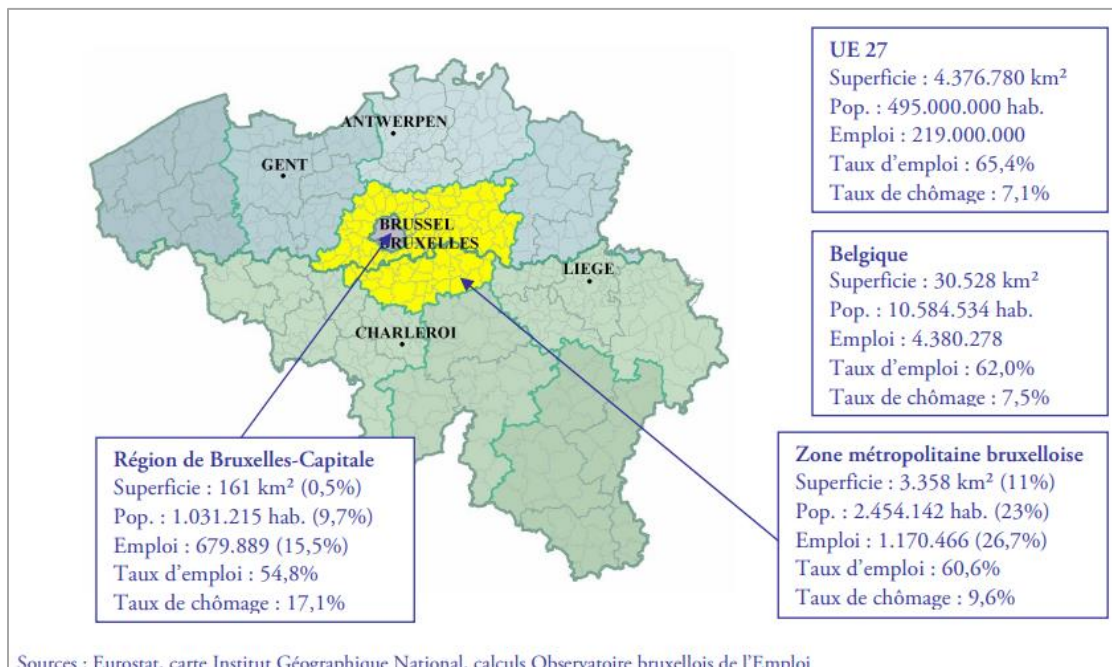 UE 27
Superficie : 4.376.780 km²
Pop. : 495.000.000 hab.
Emploi : 219.000.000
Taux d'emploi : 65,4%
Taux de chômage : 7,1%
ANTWERPEN
GENT
BRUSSEL
BRUXELLES
LIEGE
CHARLEROI
Belgique
Superficie : 30.528 km²
Pop. : 10.584.534 hab.
Emploi : 4.380.278
Taux d'emploi : 62,0%
Taux de chômage : 7,5%
Région de Bruxelles-Capitale
Superficie : 161 km² (0,5%)
Pop. : 1.031.215 hab. (9,7%)
Emploi : 679.889 (15,5%)
Taux d'emploi : 54,8%
Taux de chômage : 17,1%
Zone métropolitaine bruxelloise
Superficie : 3.358 km² (11%)
Pop. : 2.454.142 hab. (23%)
Emploi : 1.170.466 (26,7%)
Taux d'emploi : 60,6%
Taux de chômage : 9,6%
Sources : Eurostat, carte Institut Géographique National, calculs Observatoire bruxellois de l'Emploi